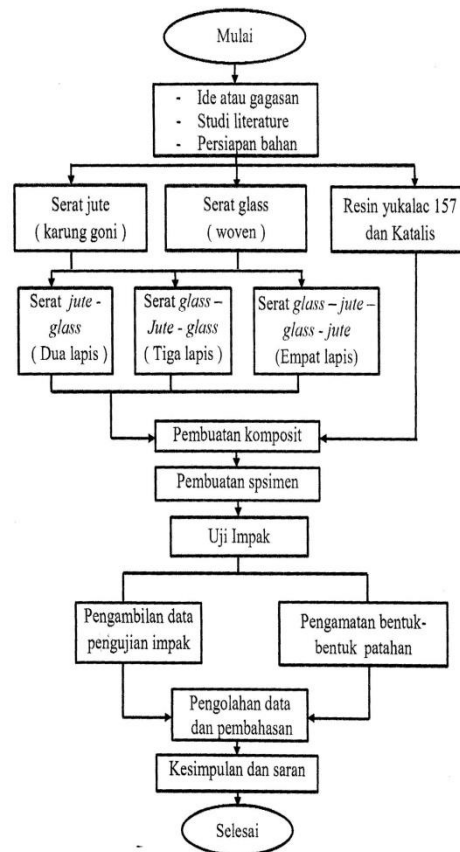 Mulai
- Ide atau gagasan
- Studi literature
- Persiapan bahan
Serat jute
( karung goni )
Serat glass
( woven )
Resin yukalac 157
dan Katalis
Serat jute -
glass
( Dua lapis )
Serat glass –
Jute - glass
( Tiga lapis )
Serat glass – jute –
glass - jute
(Empat lapis)
Pembuatan komposit
Pembuatan spsimen
Uji Impak
Pengambilan data
pengujian impak
Pengamatan bentuk-
bentuk patahan
Pengolahan data
dan pembahasan
Kesimpulan dan saran
Selesai